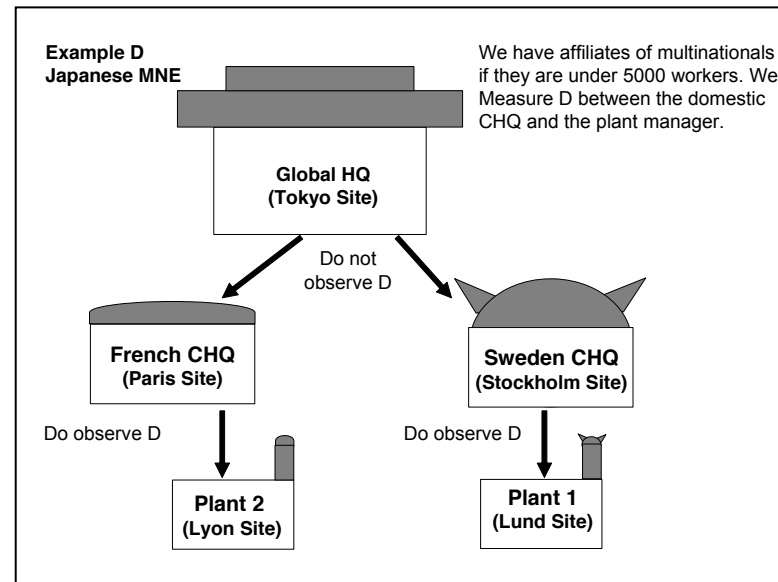 Example D
Japanese MNE
We have affiliates of multinationals
if they are under 5000 workers. We
Measure D between the domestic
CHQ and the plant manager.
Global HQ
(Tokyo Site)
Do not
observe D
French CHQ
(Paris Site)
Sweden CHQ
(Stockholm Site)
Do observe D
Do observe D
Plant 2
(Lyon Site)
Plant 1
(Lund Site)